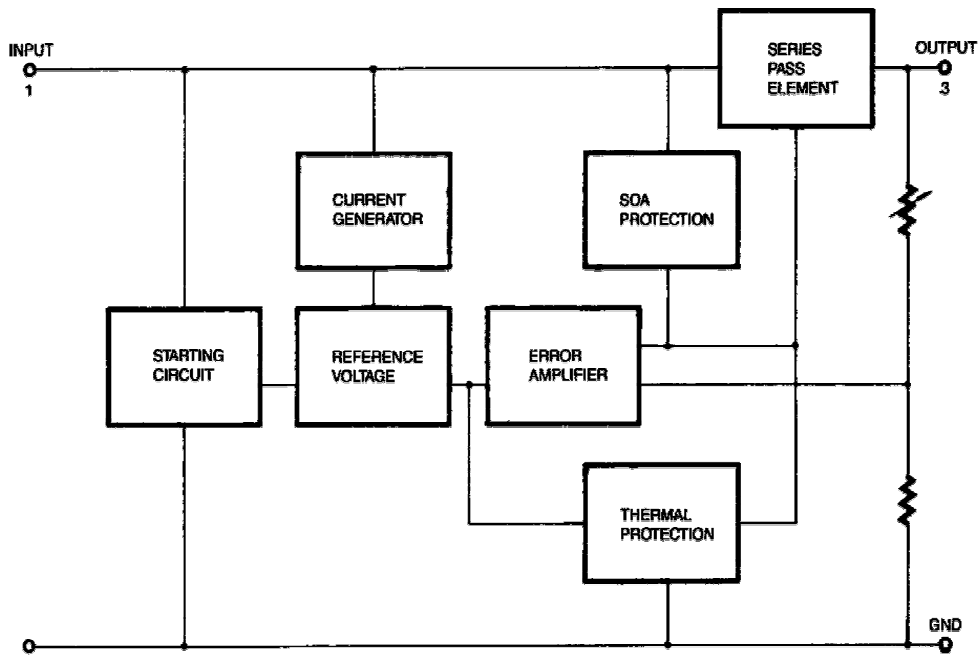 INPUT
1
SERIES
PASS
ELEMENT
OUTPUT
3
CURRENT
GENERATOR
SOA
PROTECTION
STARTING
CIRCUIT
REFERENCE
VOLTAGE
ERROR
AMPLIFIER
THERMAL
PROTECTION
GND